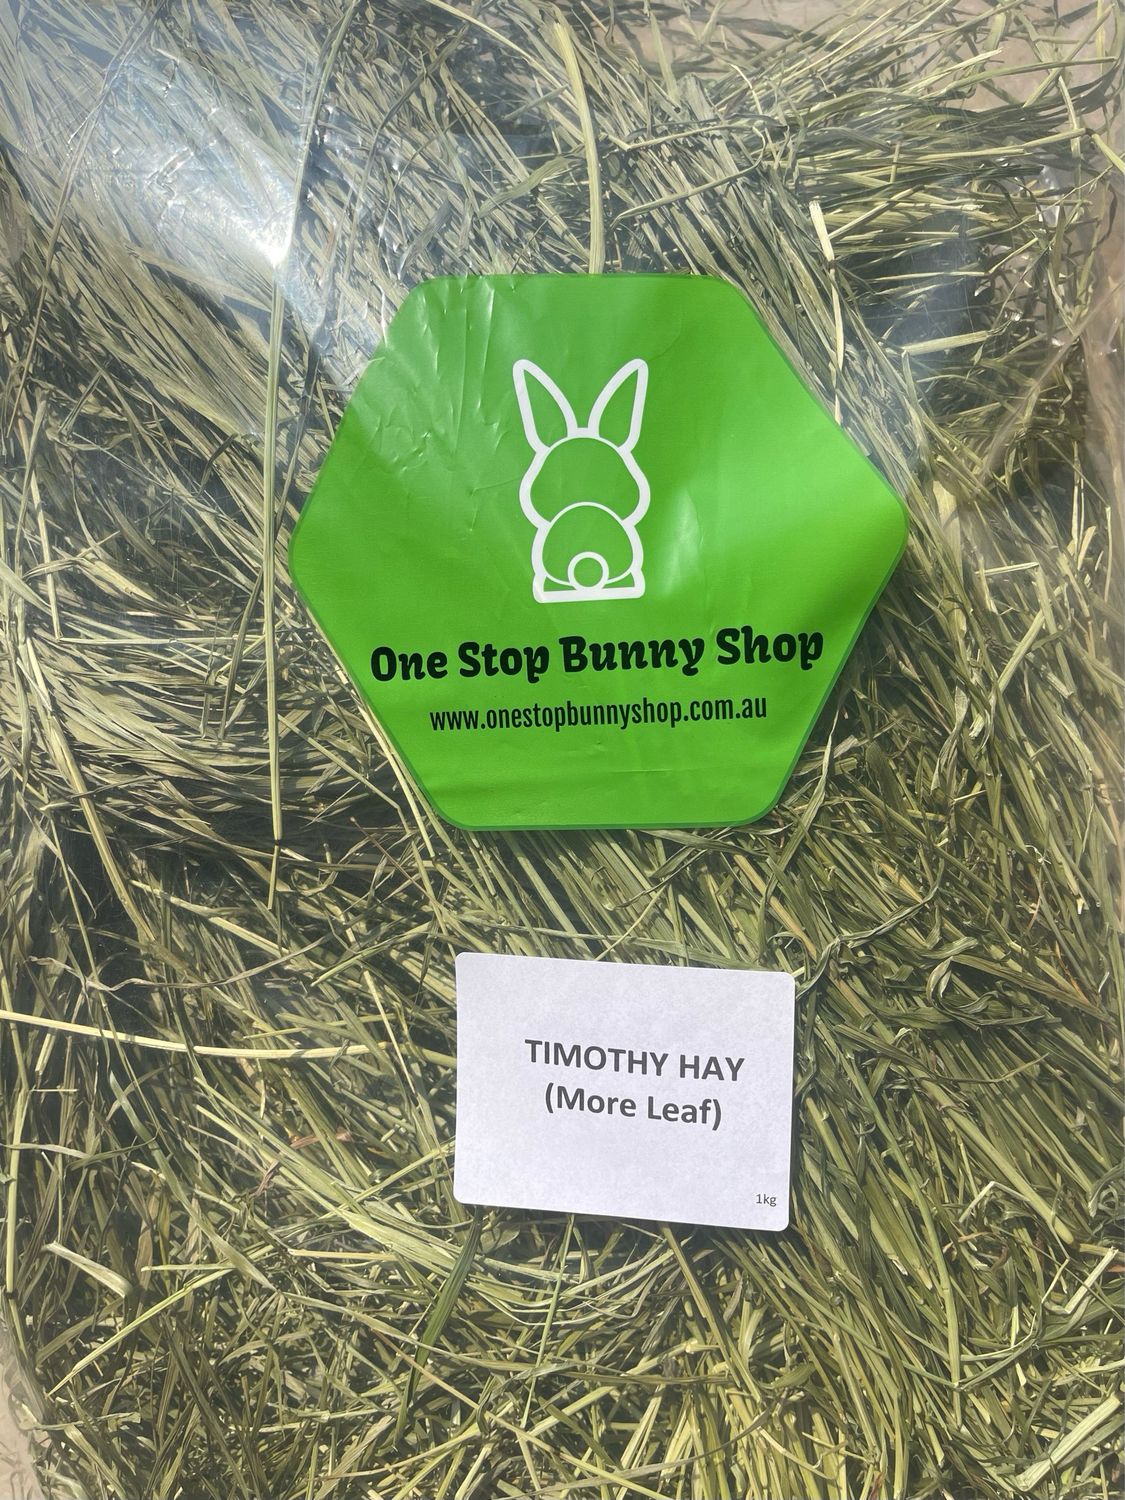 One Stop Bunny Shop
www.onestopbunnyshop.com.au
TIMOTHY HAY
(More Leaf)
1kg